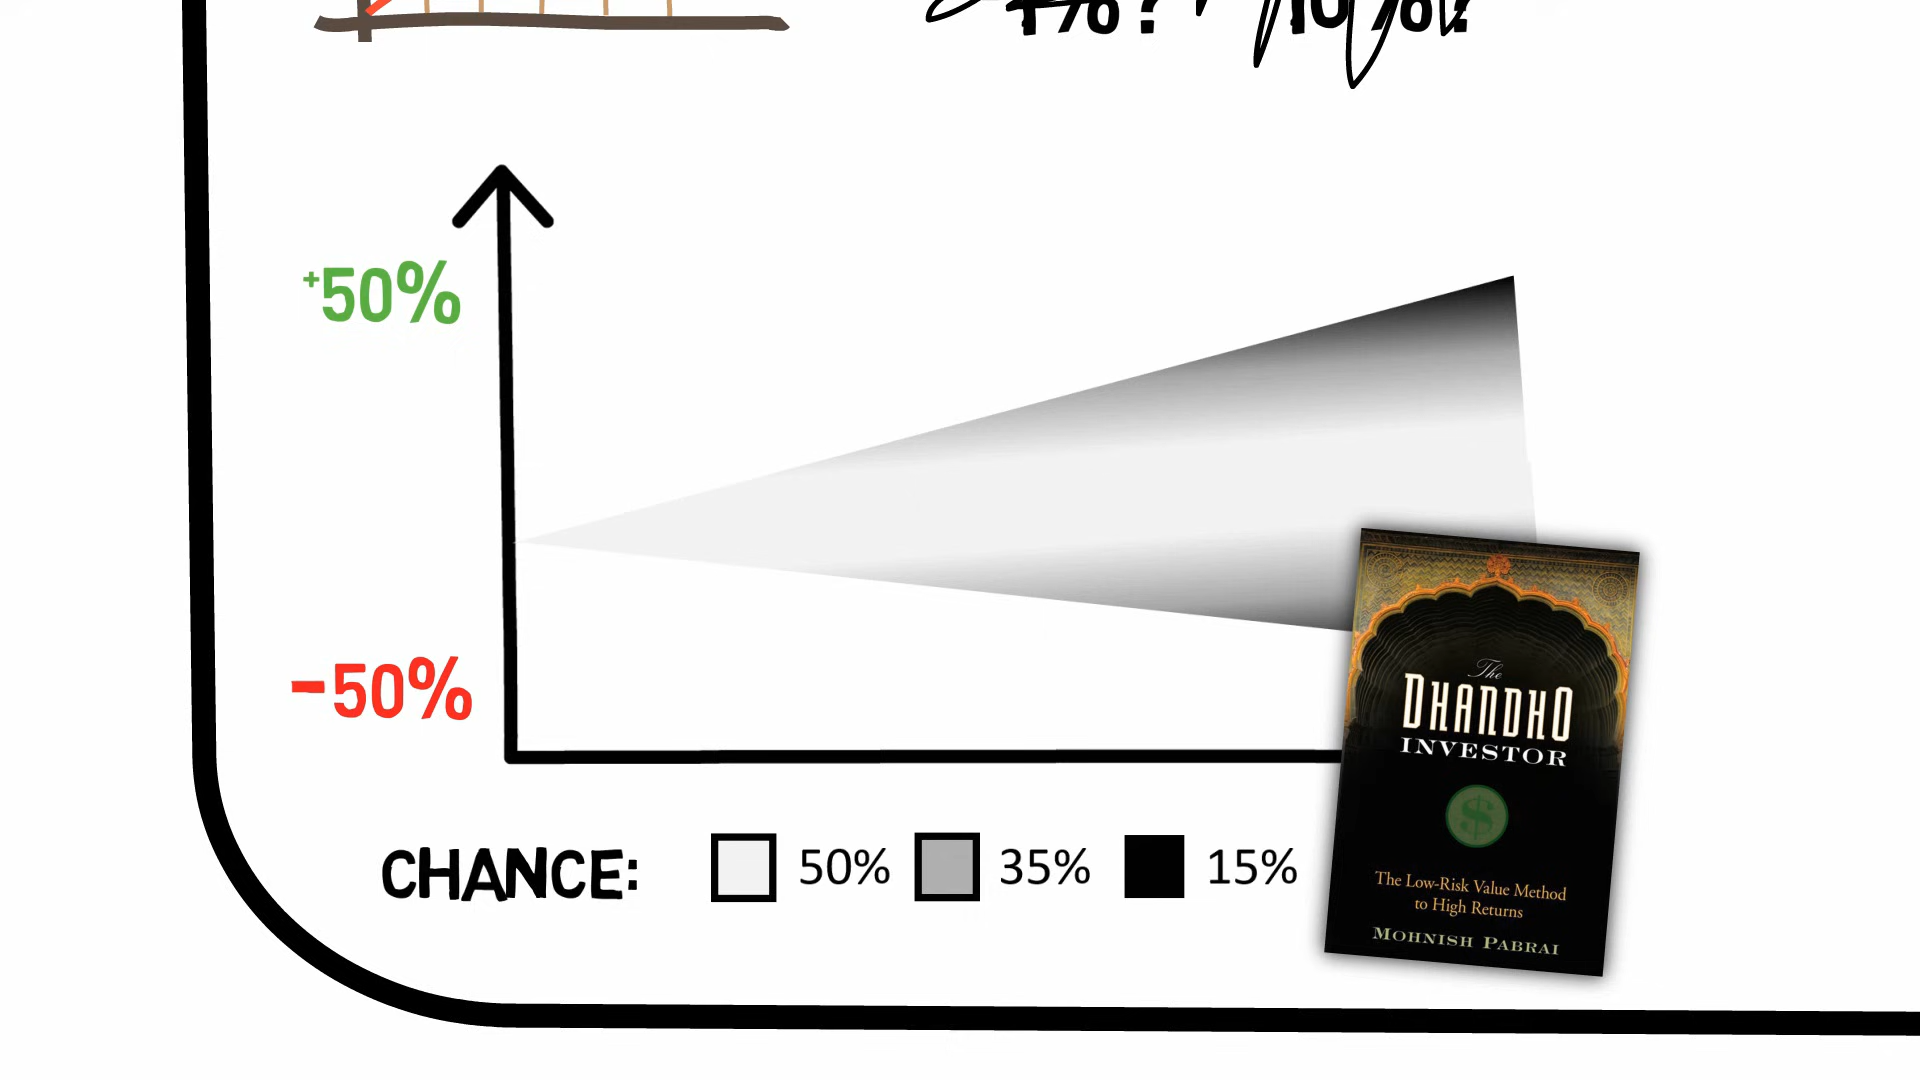 +50%
-50%
CHANCE:
50%
35%
15%
The
DHANDHO
INVESTOR
$
The Low-Risk Value Method
to High Returns
MOHNISH PABRAI